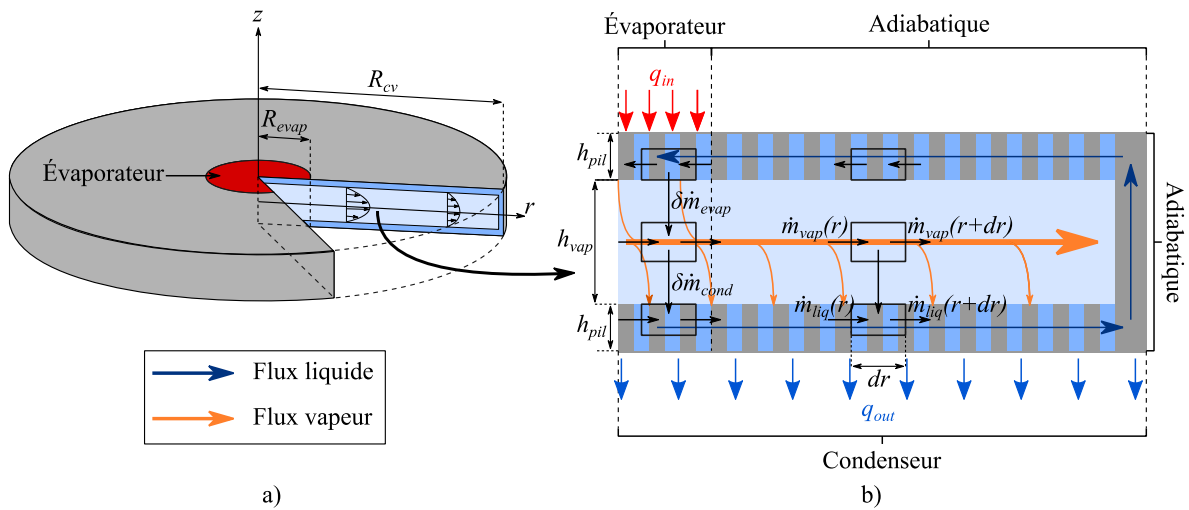 z
R_cv
R_evap
Évaporateur
r
Flux liquide
Flux vapeur
a)
Évaporateur
Adiabatique
q_in
h_pil
δṁ_evap
h_vap
ṁ_vap(r)
ṁ_vap(r+dr)
δṁ_cond
ṁ_liq(r)
ṁ_liq(r+dr)
h_pil
Adiabatique
dr
q_out
Condenseur
b)